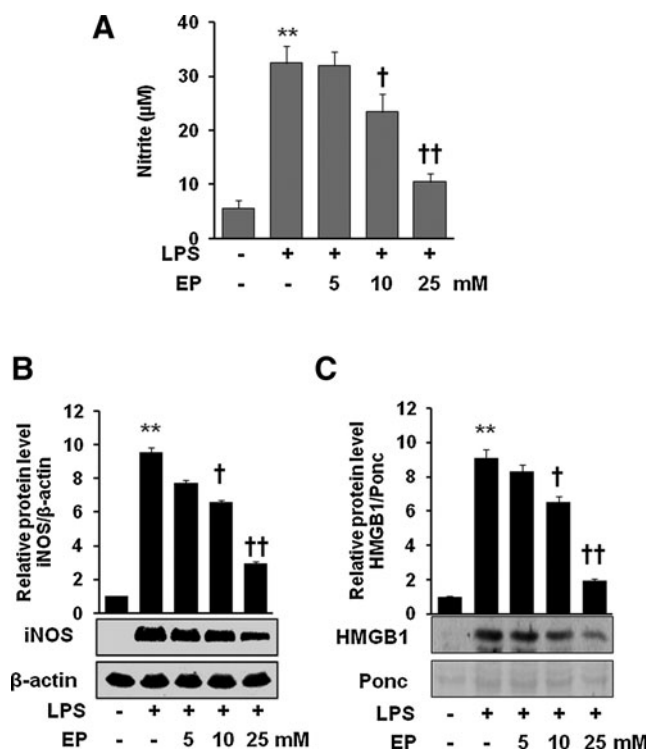 A
40
30
20
10
0
Nitrite (μM)
**
†
††
LPS - + + + +
EP - - 5 10 25 mM
B
12
10
8
6
4
2
0
Relative protein level
iNOS/β-actin
**
†
††
iNOS
β-actin
LPS - + + + +
EP - - 5 10 25 mM
C
12
10
8
6
4
2
0
Relative protein level
HMGB1/Ponc
**
†
††
HMGB1
Ponc
LPS - + + + +
EP - - 5 10 25 mM